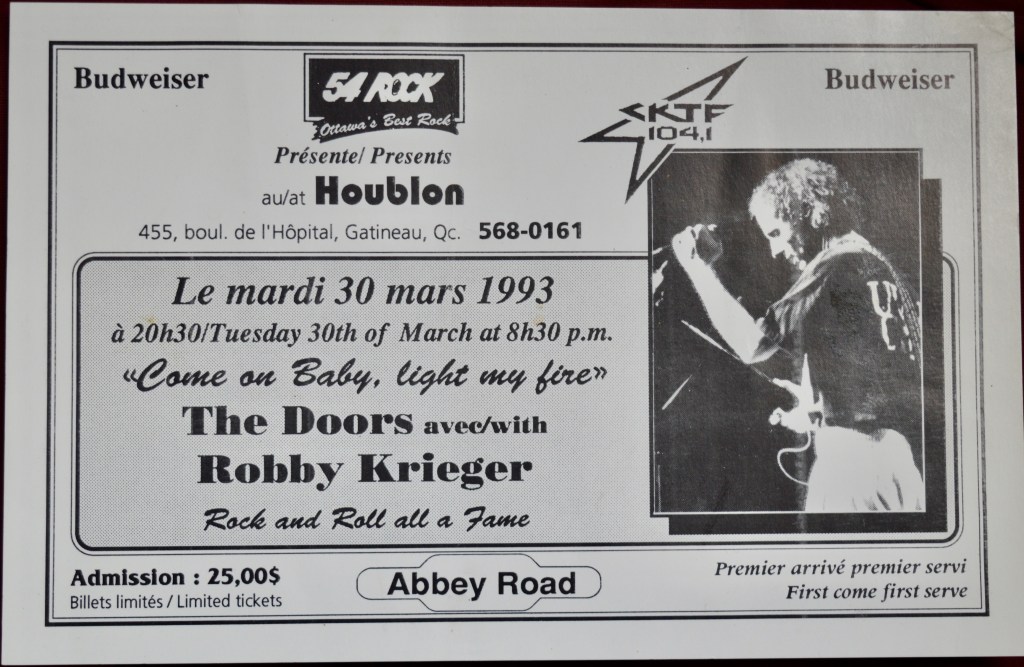 Budweiser
54 ROCK
Ottawa's Best Rock
CKTF
104,1
Budweiser
Présente/ Presents
au/at Houblon
455, boul. de l'Hôpital, Gatineau, Qc. 568-0161
Le mardi 30 mars 1993
à 20h30/Tuesday 30th of March at 8h30 p.m.
«Come on Baby, light my fire»
The Doors avec/with
Robby Krieger
Rock and Roll all a Fame
Admission : 25,00$
Billets limités / Limited tickets
Abbey Road
Premier arrivé premier servi
First come first serve